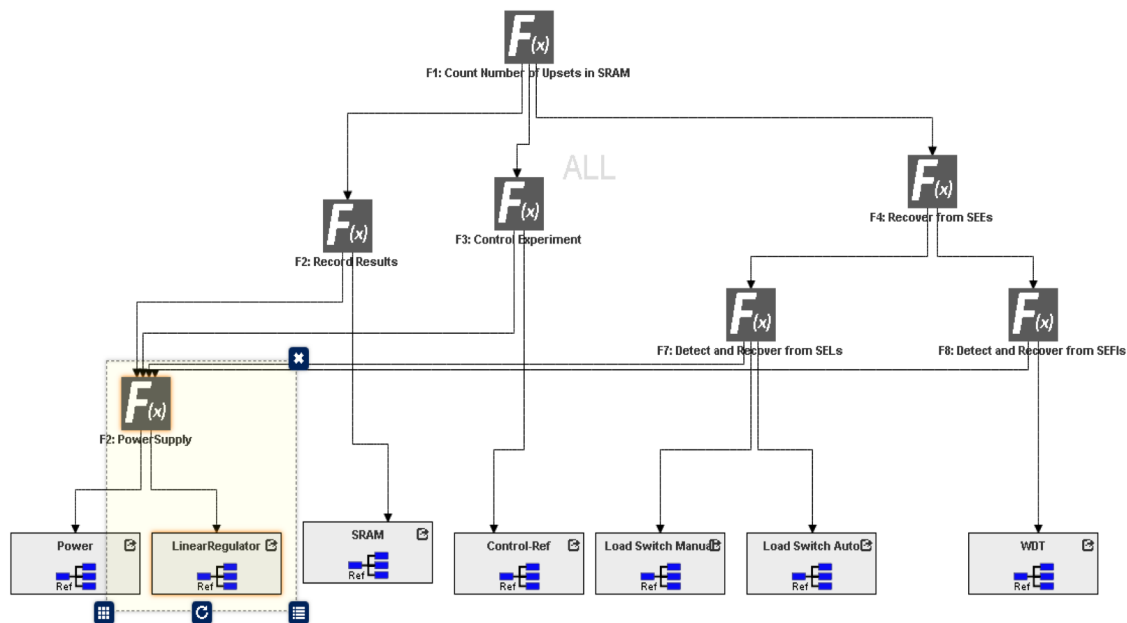 F(x)
F1: Count Number of Upsets in SRAM
ALL
F(x)
F4: Recover from SEEs
F(x)
F3: Control Experiment
F(x)
F2: Record Results
F(x)
F7: Detect and Recover from SELs
F(x)
F8: Detect and Recover from SEFIs
F(x)
F2: PowerSupply
Power
Ref
LinearRegulator
Ref
SRAM
Ref
Control-Ref
Ref
Load Switch Manual
Ref
Load Switch Auto
Ref
WDT
Ref